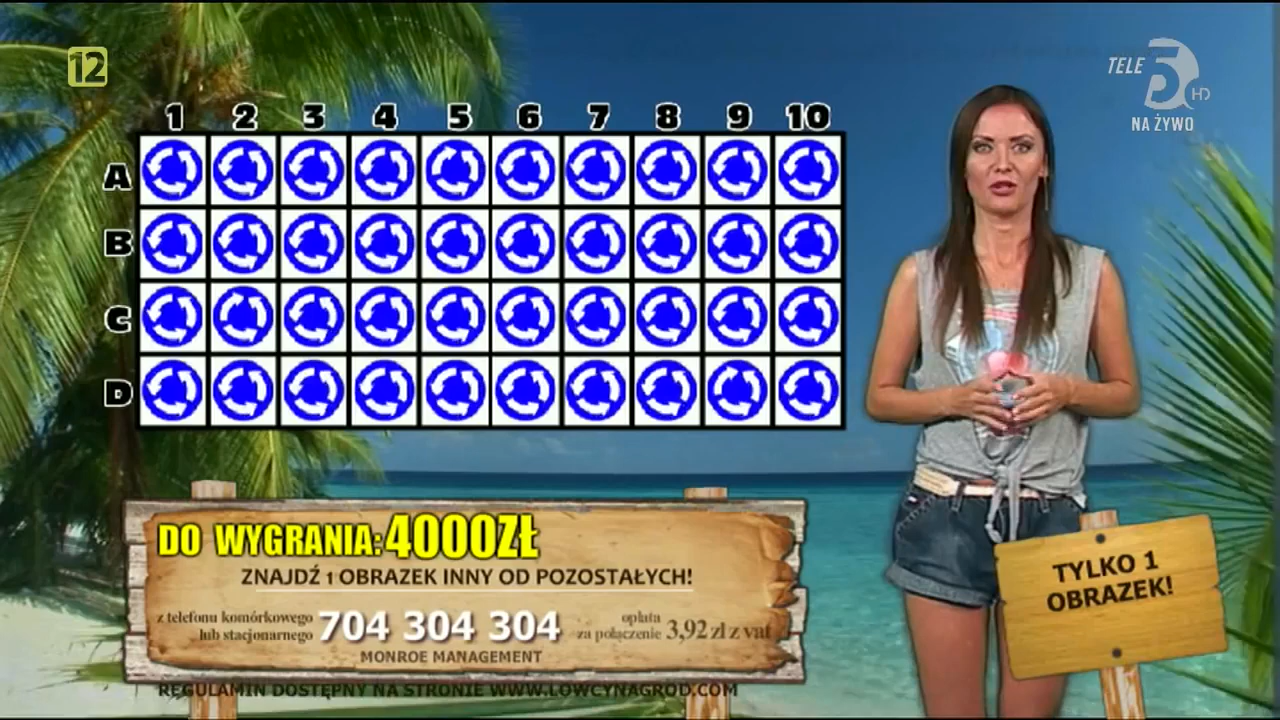 12
TELE 5 HD
NA ŻYWO
1 2 3 4 5 6 7 8 9 10
A
B
C
D
DO WYGRANIA: 4000ZŁ
ZNAJDŹ 1 OBRAZEK INNY OD POZOSTAŁYCH!
z telefonu komórkowego
lub stacjonarnego
704 304 304
opłata
za połączenie 3,92 zł z vat
MONROE MANAGEMENT
REGULAMIN DOSTĘPNY NA STRONIE WWW.LOWCYNAGROD.COM
TYLKO 1
OBRAZEK!